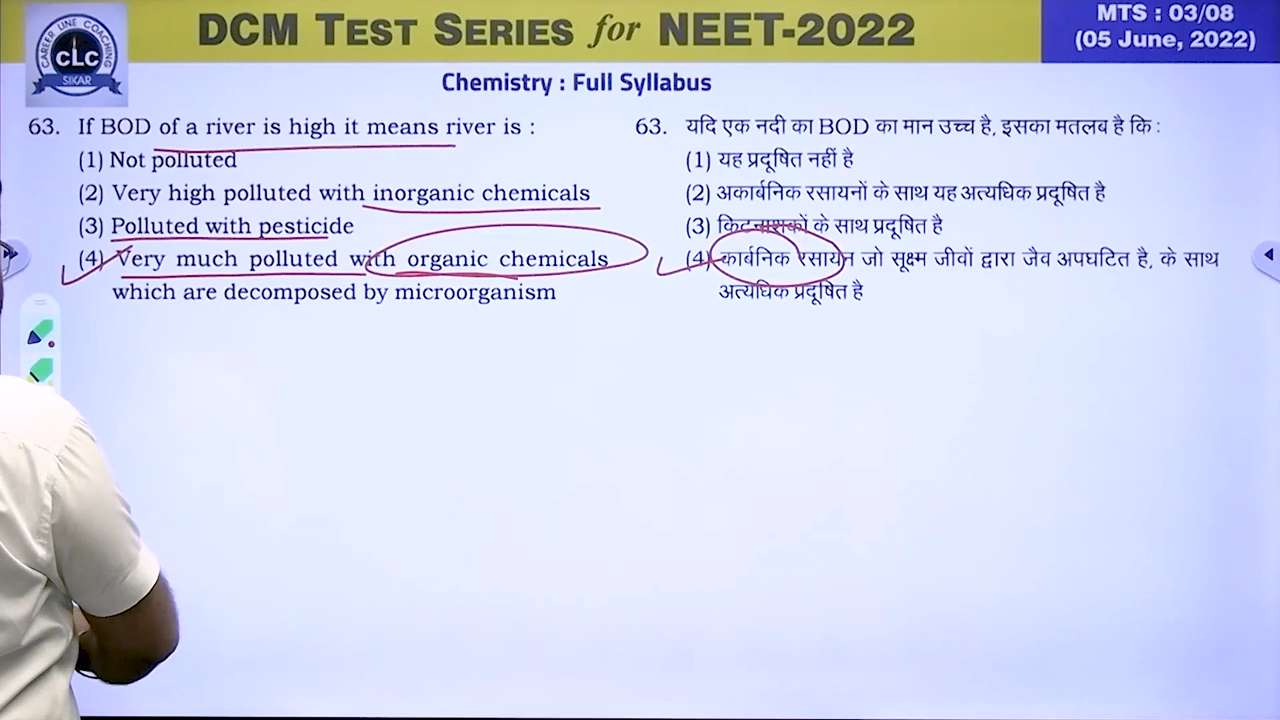 CAREER LINE COACHING
CLC
SIKAR
DCM TEST SERIES for NEET-2022
MTS : 03/08
(05 June, 2022)
Chemistry : Full Syllabus
63. If BOD of a river is high it means river is :
(1) Not polluted
(2) Very high polluted with inorganic chemicals
(3) Polluted with pesticide
(4) Very much polluted with organic chemicals
which are decomposed by microorganism
63. यदि एक नदी का BOD का मान उच्च है, इसका मतलब है कि :
(1) यह प्रदूषित नहीं है
(2) अकार्बनिक रसायनों के साथ यह अत्यधिक प्रदूषित है
(3) किटनाशकों के साथ प्रदूषित है
(4) कार्बनिक रसायन जो सूक्ष्म जीवों द्वारा जैव अपघटित है, के साथ
अत्यधिक प्रदूषित है